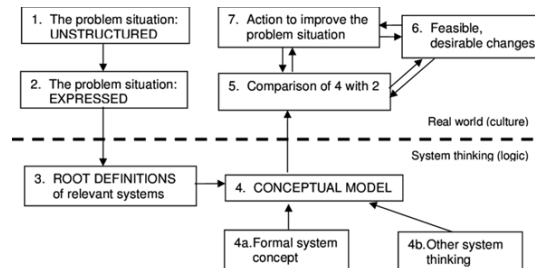 1. The problem situation:
UNSTRUCTURED
2. The problem situation:
EXPRESSED
7. Action to improve the
problem situation
6. Feasible,
desirable changes
5. Comparison of 4 with 2
Real world (culture)
System thinking (logic)
3. ROOT DEFINITIONS
of relevant systems
4. CONCEPTUAL MODEL
4a.Formal system
concept
4b.Other system
thinking